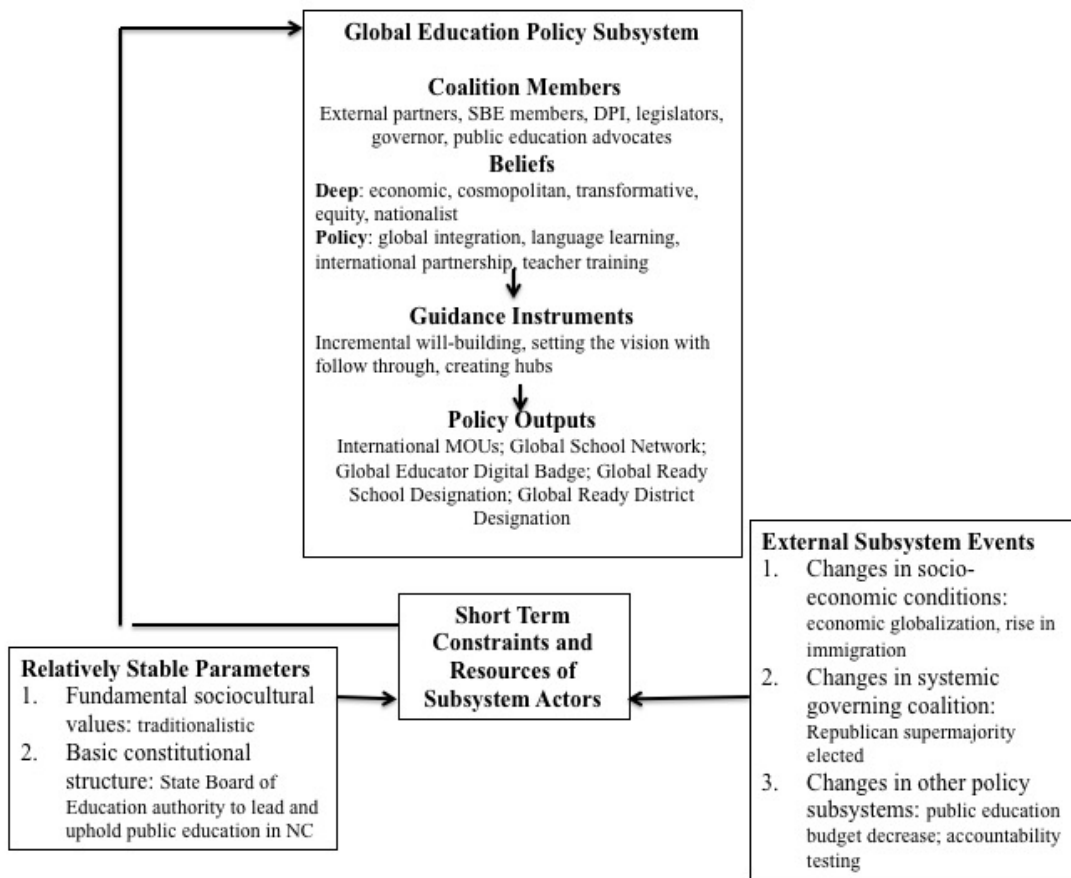 Global Education Policy Subsystem
Coalition Members
External partners, SBE members, DPI, legislators,
governor, public education advocates
Beliefs
Deep: economic, cosmopolitan, transformative,
equity, nationalist
Policy: global integration, language learning,
international partnership, teacher training
Guidance Instruments
Incremental will-building, setting the vision with
follow through, creating hubs
Policy Outputs
International MOUs; Global School Network;
Global Educator Digital Badge; Global Ready
School Designation; Global Ready District
Designation
Relatively Stable Parameters
1. Fundamental sociocultural
values: traditionalistic
2. Basic constitutional
structure: State Board of
Education authority to lead and
uphold public education in NC
Short Term
Constraints and
Resources of
Subsystem Actors
External Subsystem Events
1. Changes in socio-
economic conditions:
economic globalization, rise in
immigration
2. Changes in systemic
governing coalition:
Republican supermajority
elected
3. Changes in other policy
subsystems: public education
budget decrease; accountability
testing